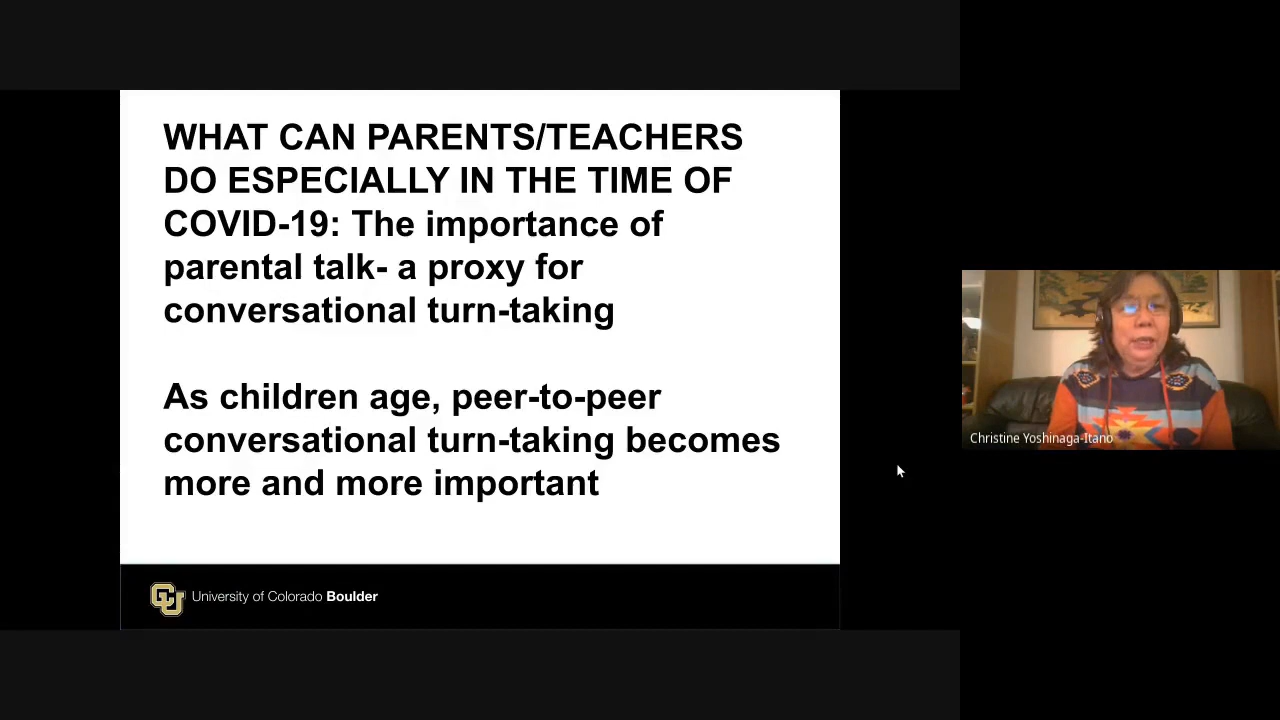 WHAT CAN PARENTS/TEACHERS
DO ESPECIALLY IN THE TIME OF
COVID-19: The importance of
parental talk- a proxy for
conversational turn-taking
As children age, peer-to-peer
conversational turn-taking becomes
more and more important
CU University of Colorado Boulder
Christine Yoshinaga-Itano